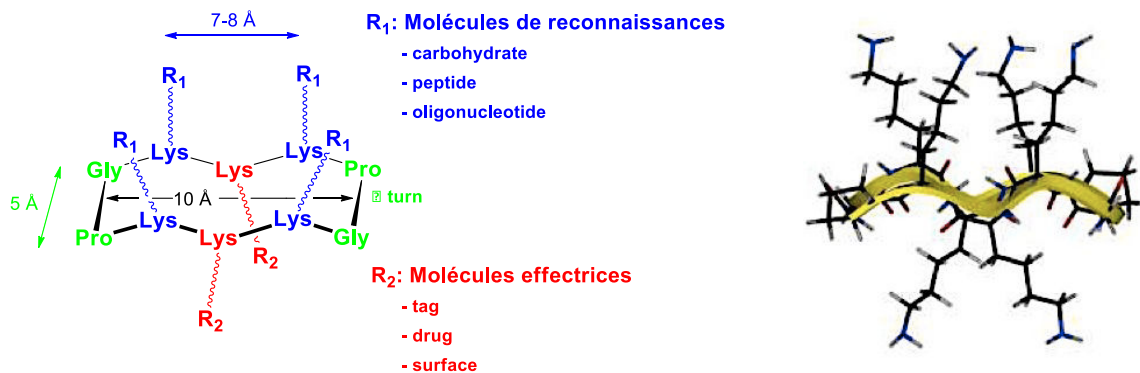 7-8 Å
R1: Molécules de reconnaissances
- carbohydrate
- peptide
- oligonucleotide
R1 R1
R1 R1
Lys Lys
Gly Lys Pro
5 Å 10 Å turn
Lys Lys
Pro Lys Gly
R2
R2: Molécules effectrices
R2
- tag
- drug
- surface